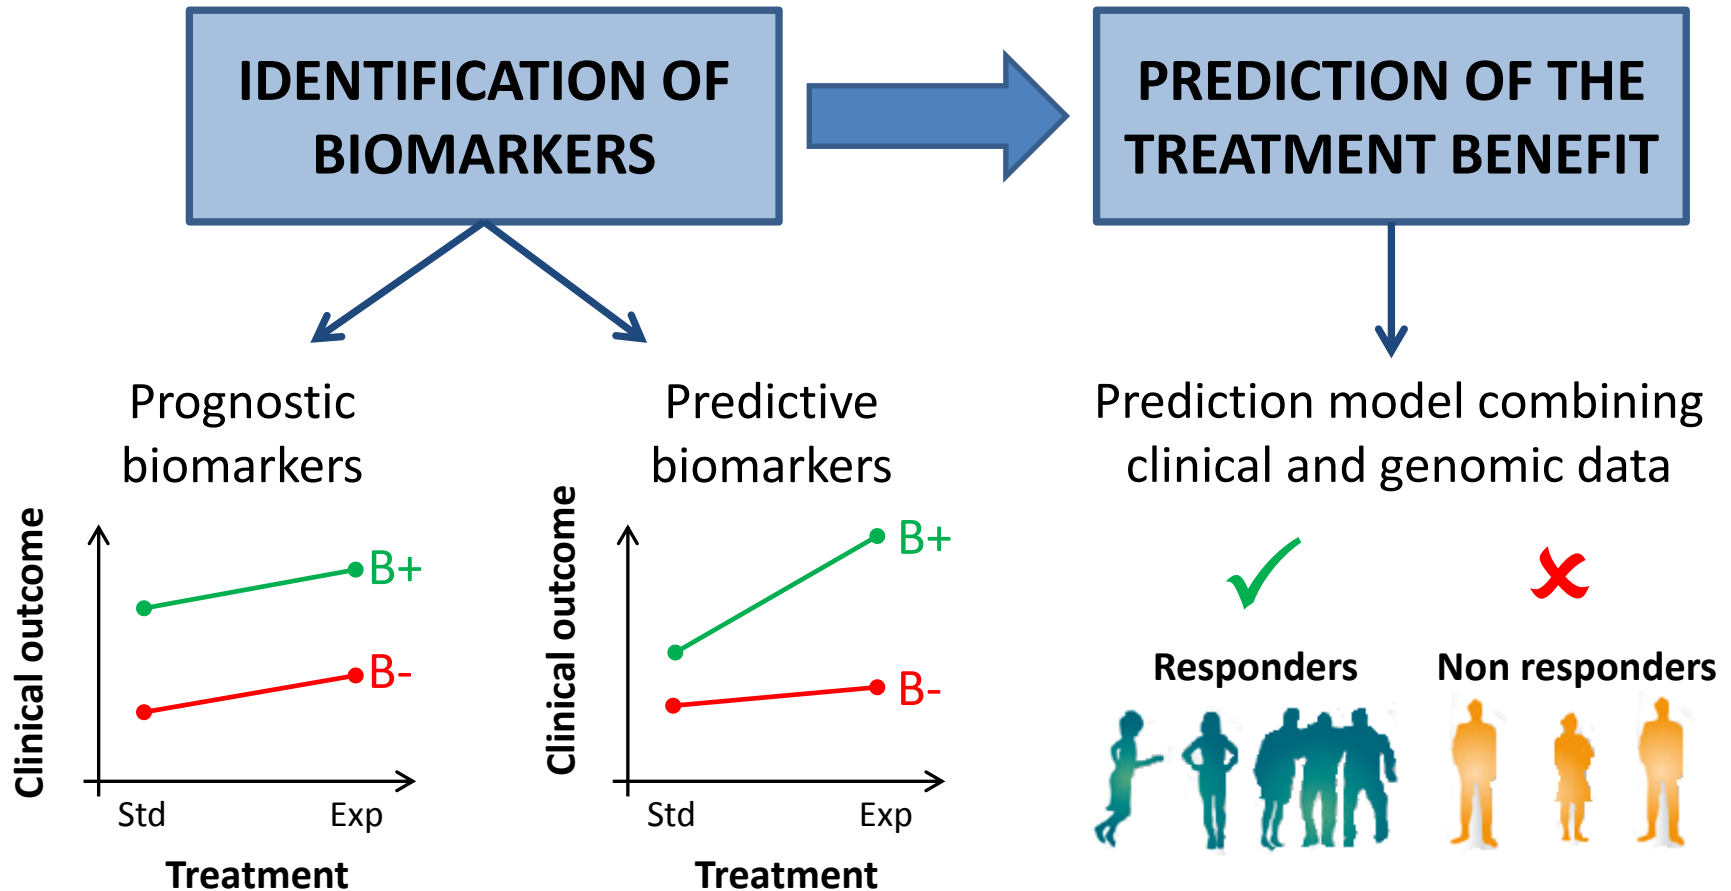 IDENTIFICATION OF
BIOMARKERS
PREDICTION OF THE
TREATMENT BENEFIT
Prognostic
biomarkers
Predictive
biomarkers
Prediction model combining
clinical and genomic data
Clinical outcome
B+
B-
Std
Exp
Treatment
Clinical outcome
B+
B-
Std
Exp
Treatment
Responders
Non responders